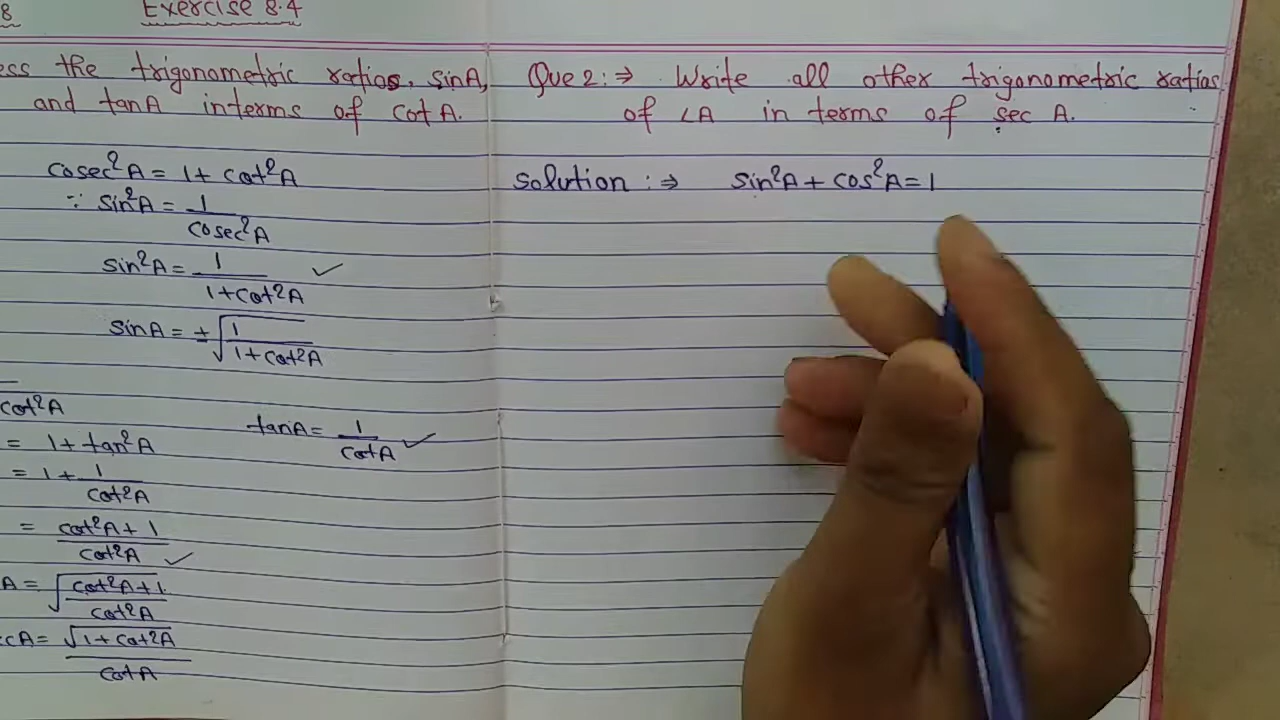 8 Exercise 8.4
ess the trigonometric ratios, sinA,
and tanA interms of cot A.
cosec²A = 1 + cot²A
∵ sin²A = 1/cosec²A
sin²A = 1/1+cot²A ✓
sinA = ±√1/1+cot²A
cot²A
= 1 + tan²A
tanA = 1/cotA ✓
= 1 + 1/cot²A
= cot²A + 1/cot²A ✓
A = √cot²A+1/cot²A
cA = √1+cot²A/cotA
Que 2:⇒ Write all other trigonometric ratios
of ∠A in terms of sec A.
Solution :⇒ sin²A + cos²A = 1